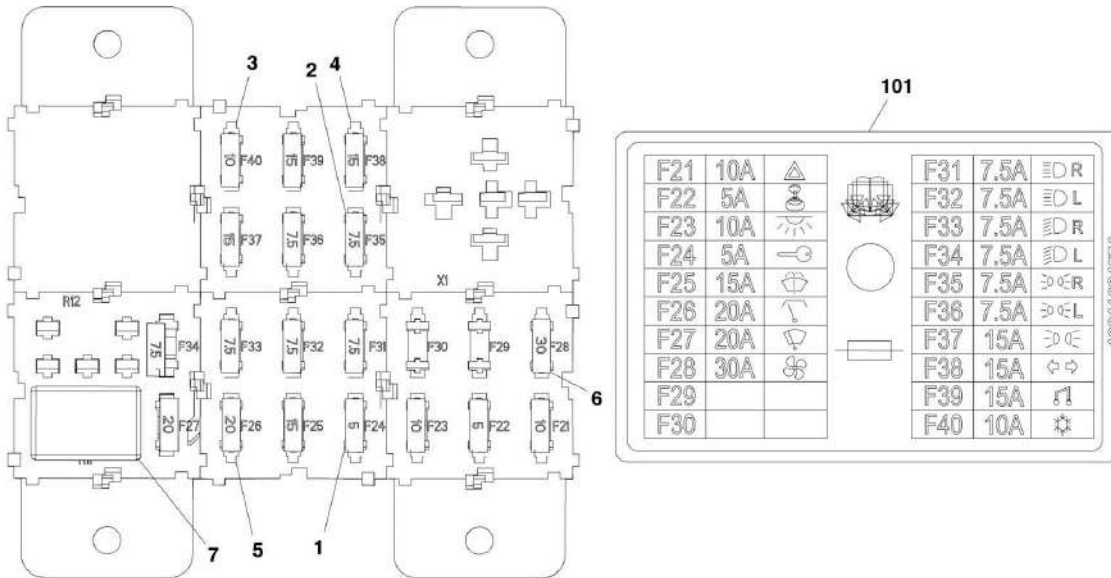 3
2
4
10 F40
15 F39
15 F38
15 F37
7.5 F36
7.5 F35
X1
R12
7.5 F34
7.5 F33
7.5 F32
7.5 F31
F30
F29
30 F28
6
20 F27
20 F26
15 F25
5 F24
10 F23
5 F22
10 F21
7
5
1
101
F21 10A
F22 5A
F23 10A
F24 5A
F25 15A
F26 20A
F27 20A
F28 30A
F29
F30
F31 7.5A R
F32 7.5A L
F33 7.5A R
F34 7.5A L
F35 7.5A R
F36 7.5A L
F37 15A
F38 15A
F39 15A
F40 10A